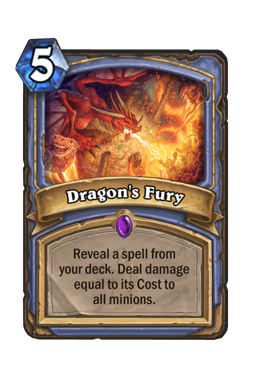 5
Dragon's Fury
Reveal a spell from
your deck. Deal damage
equal to its Cost to
all minions.